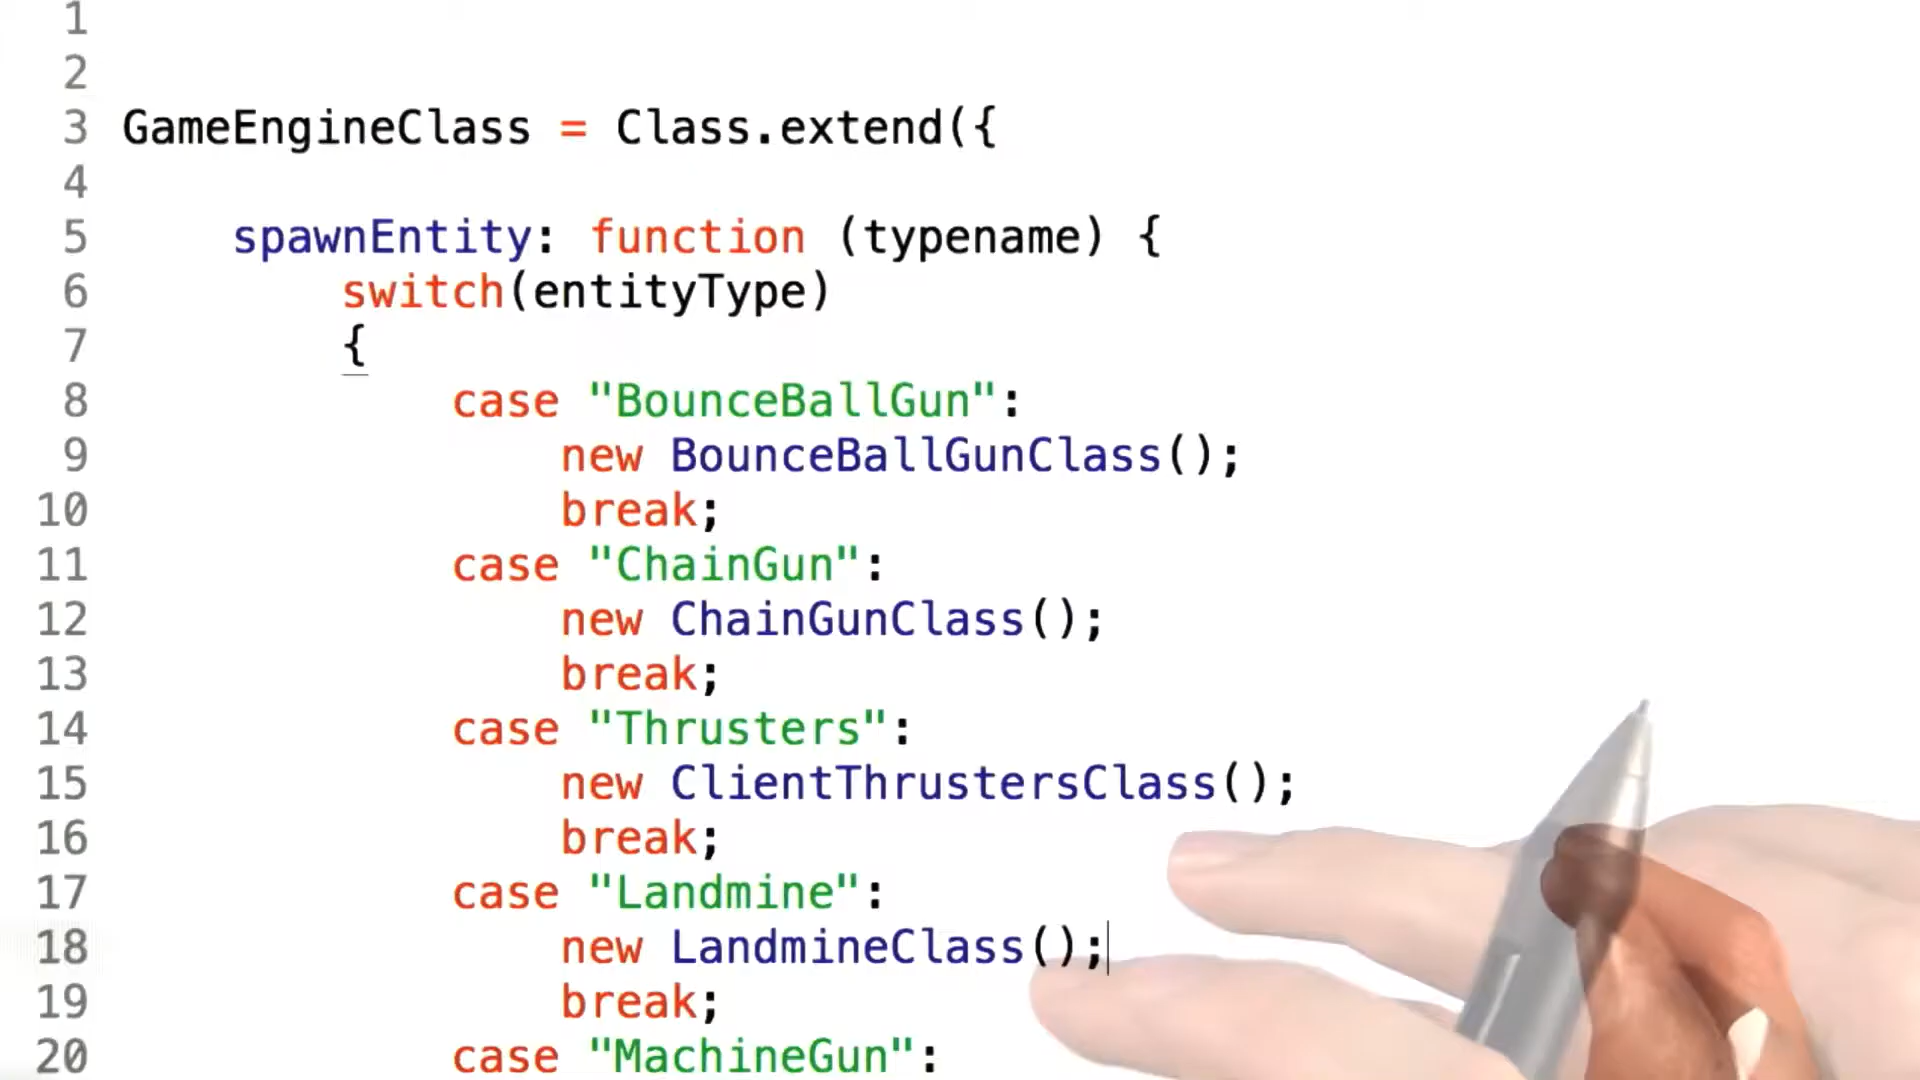 1
2
3 GameEngineClass = Class.extend({
4
5 spawnEntity: function (typename) {
6 switch(entityType)
7 {
8 case "BounceBallGun":
9 new BounceBallGunClass();
10 break;
11 case "ChainGun":
12 new ChainGunClass();
13 break;
14 case "Thrusters":
15 new ClientThrustersClass();
16 break;
17 case "Landmine":
18 new LandmineClass();
19 break;
20 case "MachineGun":